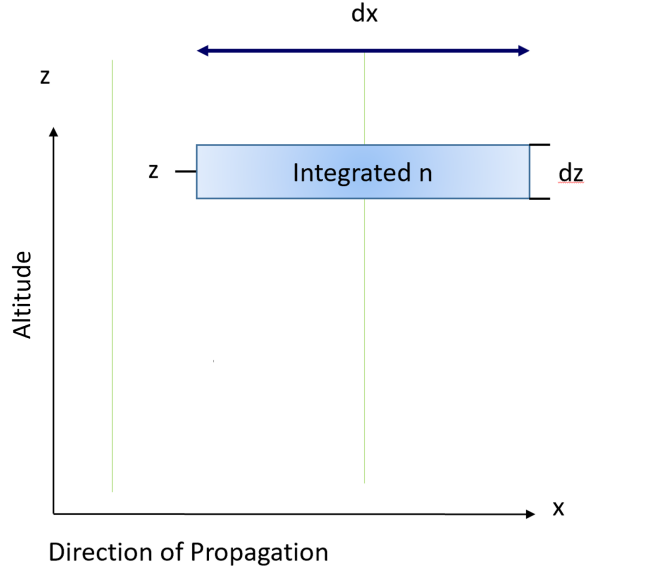 dx
z
z
Integrated n
dz
Altitude
x
Direction of Propagation